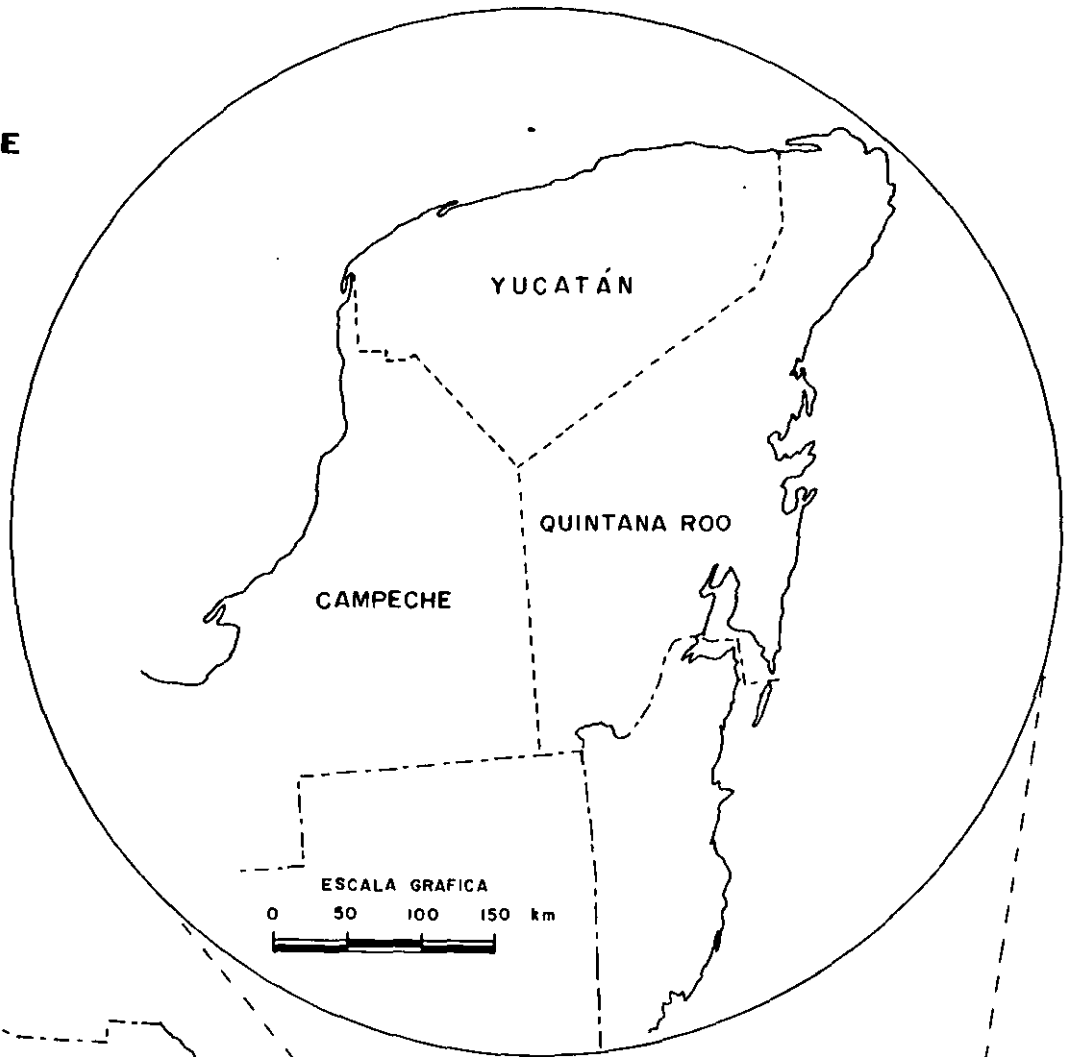 E
YUCATÁN
QUINTANA ROO
CAMPECHE
ESCALA GRAFICA
0 50 100 150 km